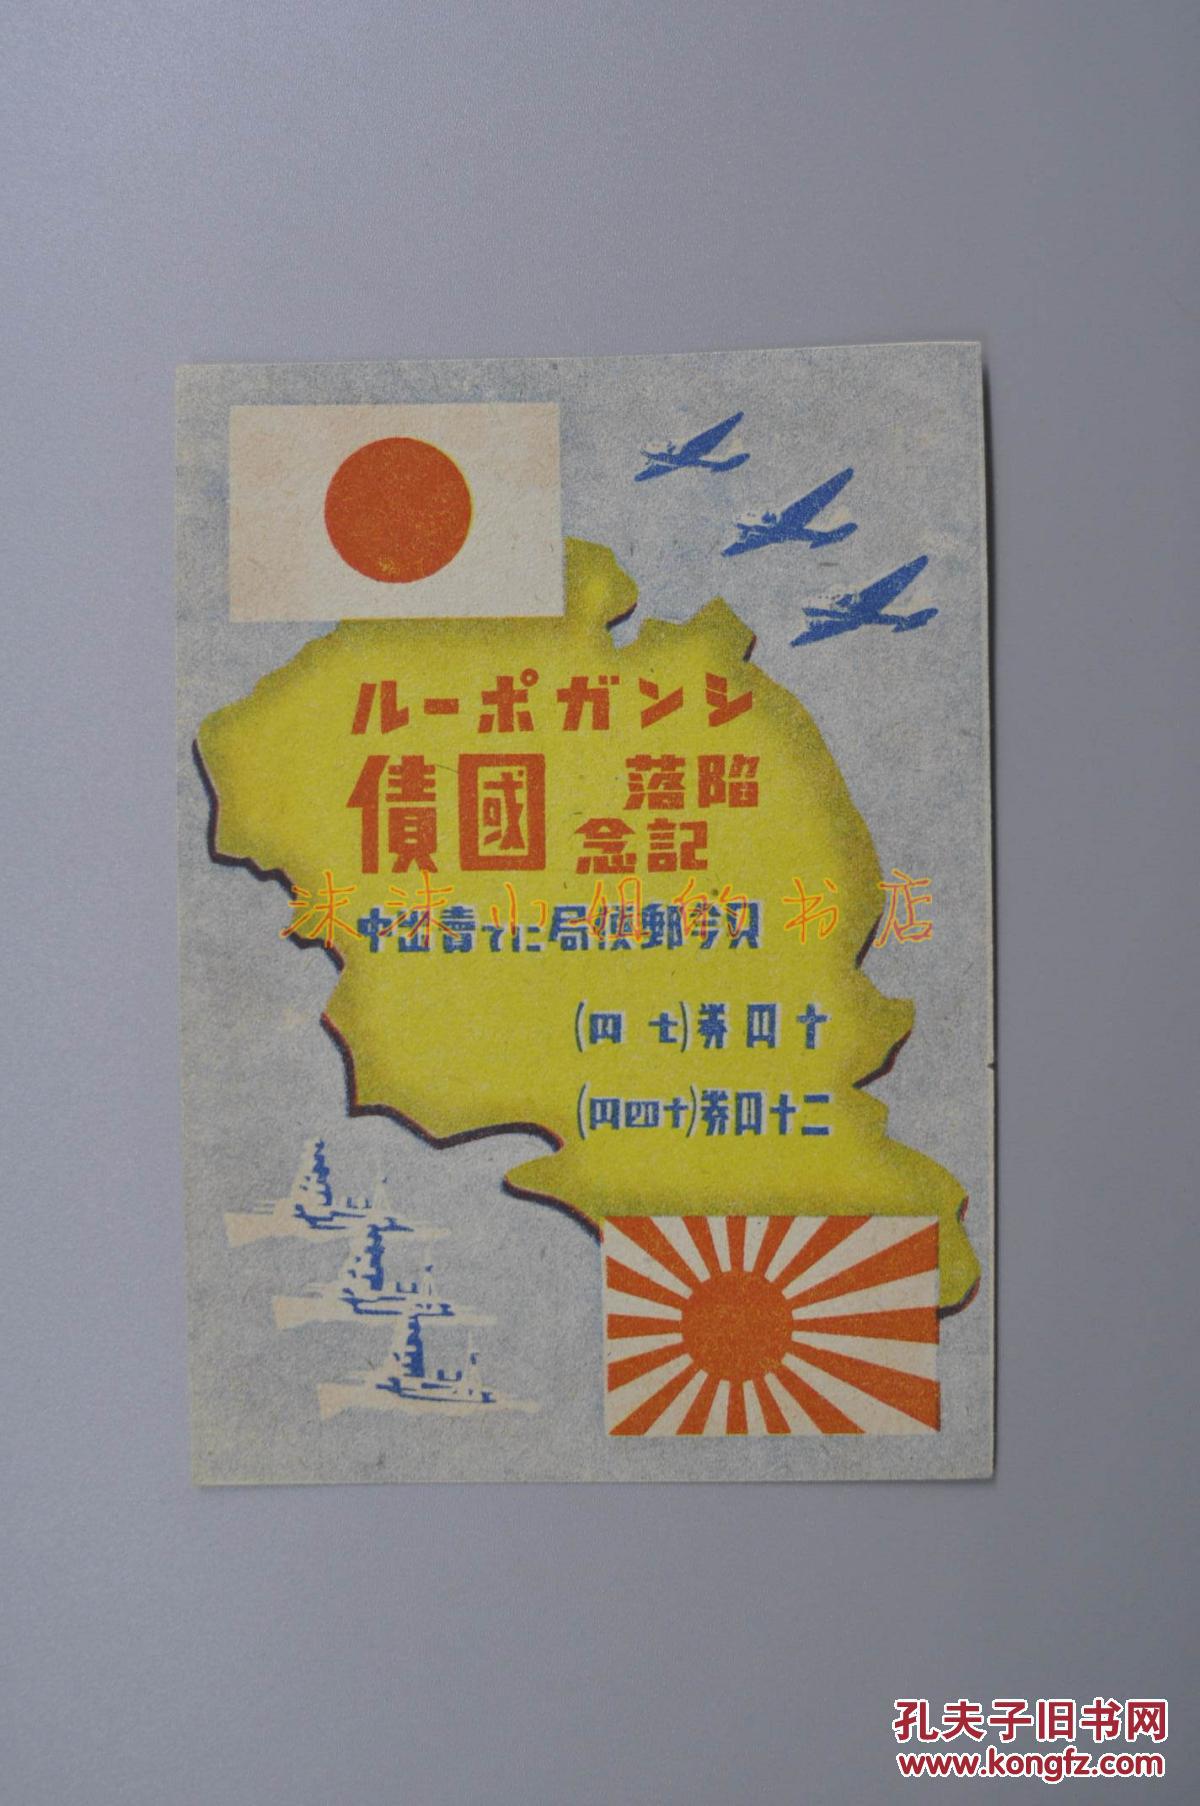 シンガポール
陥落
記念
國債
只今郵便局にて賣出中
十円券(七円)
二十円券(十四円)
沫沫小姐的书店
孔夫子旧书网
www.kongfz.com